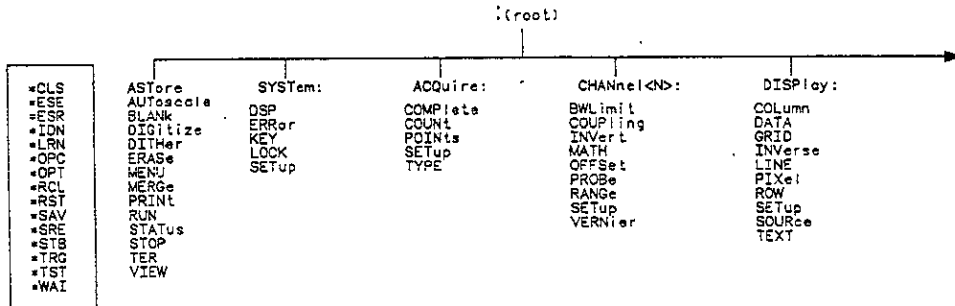 :(root)
*CLS
*ESE
*ESR
*IDN
*LRN
*OPC
*OPT
*RCL
*RST
*SAV
*SRE
*STB
*TRG
*TST
*WAI
ASTore
AUToscale
BLANk
DIGitize
DITHer
ERASe
MENU
MERGe
PRINt
RUN
STATus
STOP
TER
VIEW
SYSTem:
DSP
ERRor
KEY
LOCK
SETup
ACQuire:
COMPlete
COUNt
POINts
SETup
TYPE
CHANnel<N>:
BWLimit
COUPling
INVert
MATH
OFFSet
PROBe
RANGe
SETup
VERNier
DISPlay:
COLumn
DATA
GRID
INVerse
LINE
PIXel
ROW
SETup
SOURce
TEXT